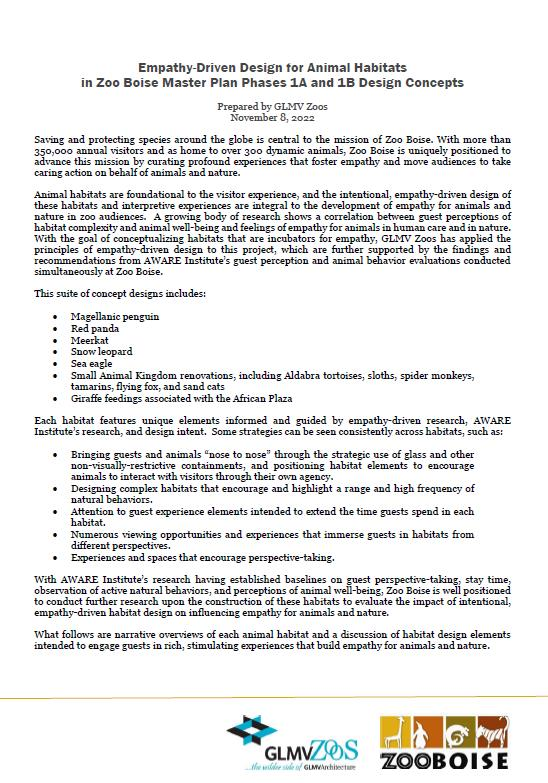 Empathy-Driven Design for Animal Habitats
in Zoo Boise Master Plan Phases 1A and 1B Design Concepts
Prepared by GLMV Zoos
November 8, 2022
Saving and protecting species around the globe is central to the mission of Zoo Boise. With more than
350,000 annual visitors and as home to over 300 dynamic animals, Zoo Boise is uniquely positioned to
advance this mission by curating profound experiences that foster empathy and move audiences to take
caring action on behalf of animals and nature.
Animal habitats are foundational to the visitor experience, and the intentional, empathy-driven design of
these habitats and interpretive experiences are integral to the development of empathy for animals and
nature in zoo audiences. A growing body of research shows a correlation between guest perceptions of
habitat complexity and animal well-being and feelings of empathy for animals in human care and in nature.
With the goal of conceptualizing habitats that are incubators for empathy, GLMV Zoos has applied the
principles of empathy-driven design to this project, which are further supported by the findings and
recommendations from AWARE Institute's guest perception and animal behavior evaluations conducted
simultaneously at Zoo Boise.
This suite of concept designs includes:
• Magellanic penguin
• Red panda
• Meerkat
• Snow leopard
• Sea eagle
• Small Animal Kingdom renovations, including Aldabra tortoises, sloths, spider monkeys,
tamarins, flying fox, and sand cats
• Giraffe feedings associated with the African Plaza
Each habitat features unique elements informed and guided by empathy-driven research, AWARE
Institute's research, and design intent. Some strategies can be seen consistently across habitats, such as:
• Bringing guests and animals "nose to nose" through the strategic use of glass and other
non-visually-restrictive containments, and positioning habitat elements to encourage
animals to interact with visitors through their own agency.
• Designing complex habitats that encourage and highlight a range and high frequency of
natural behaviors.
• Attention to guest experience elements intended to extend the time guests spend in each
habitat.
• Numerous viewing opportunities and experiences that immerse guests in habitats from
different perspectives.
• Experiences and spaces that encourage perspective-taking.
With AWARE Institute's research having established baselines on guest perspective-taking, stay time,
observation of active natural behaviors, and perceptions of animal well-being, Zoo Boise is well positioned
to conduct further research upon the construction of these habitats to evaluate the impact of intentional,
empathy-driven habitat design on influencing empathy for animals and nature.
What follows are narrative overviews of each animal habitat and a discussion of habitat design elements
intended to engage guests in rich, stimulating experiences that build empathy for animals and nature.
GLMVZOOS
...the wilder side of GLMVArchitecture
ZOOBOISE